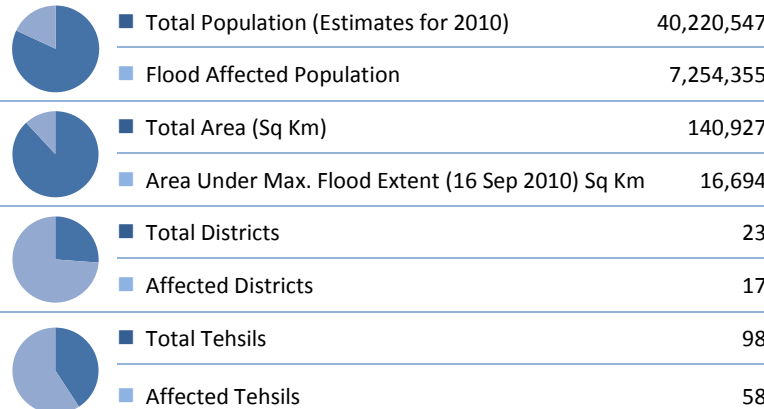 Total Population (Estimates for 2010) 40,220,547
Flood Affected Population 7,254,355
Total Area (Sq Km) 140,927
Area Under Max. Flood Extent (16 Sep 2010) Sq Km 16,694
Total Districts 23
Affected Districts 17
Total Tehsils 98
Affected Tehsils 58